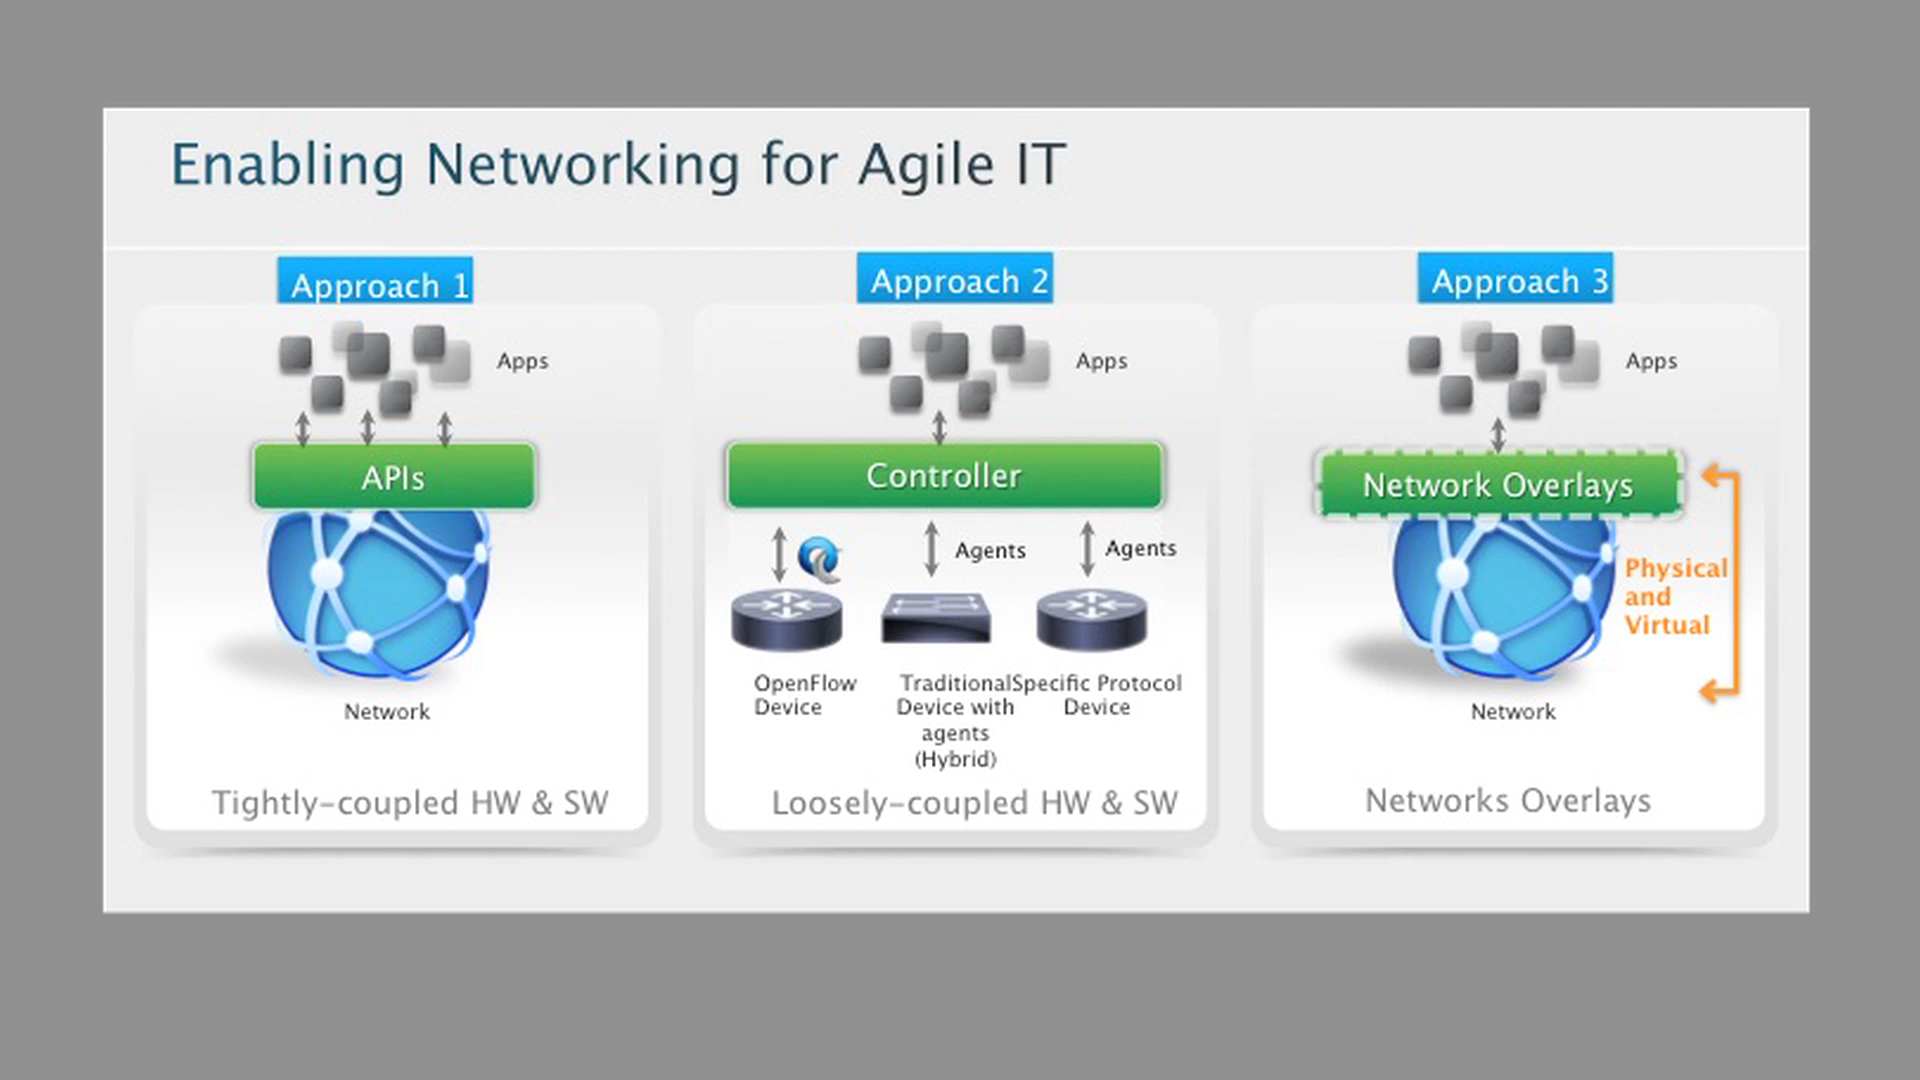 Enabling Networking for Agile IT
Approach 1
Apps
APIs
Network
Tightly-coupled HW & SW
Approach 2
Apps
Controller
Agents
Agents
OpenFlow
Device
Traditional
Device with
agents
(Hybrid)
Specific Protocol
Device
Loosely-coupled HW & SW
Approach 3
Apps
Network Overlays
Physical
and
Virtual
Network
Networks Overlays